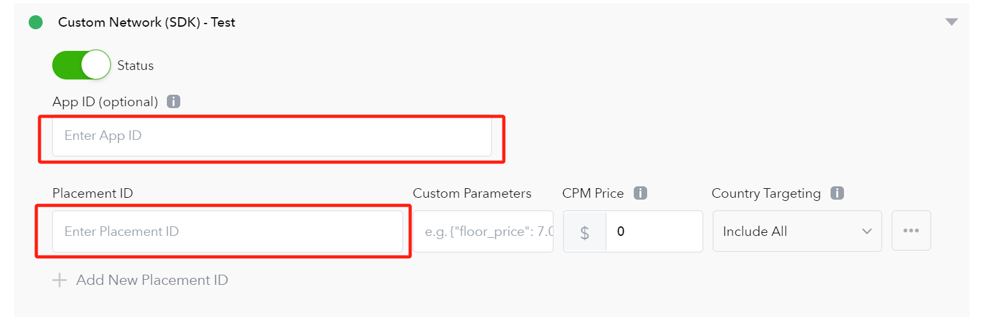 Custom Network (SDK) - Test
Status
App ID (optional)
Enter App ID
Placement ID Custom Parameters CPM Price Country Targeting
Enter Placement ID e.g. {"floor_price": 7.0 $ 0 Include All
Add New Placement ID